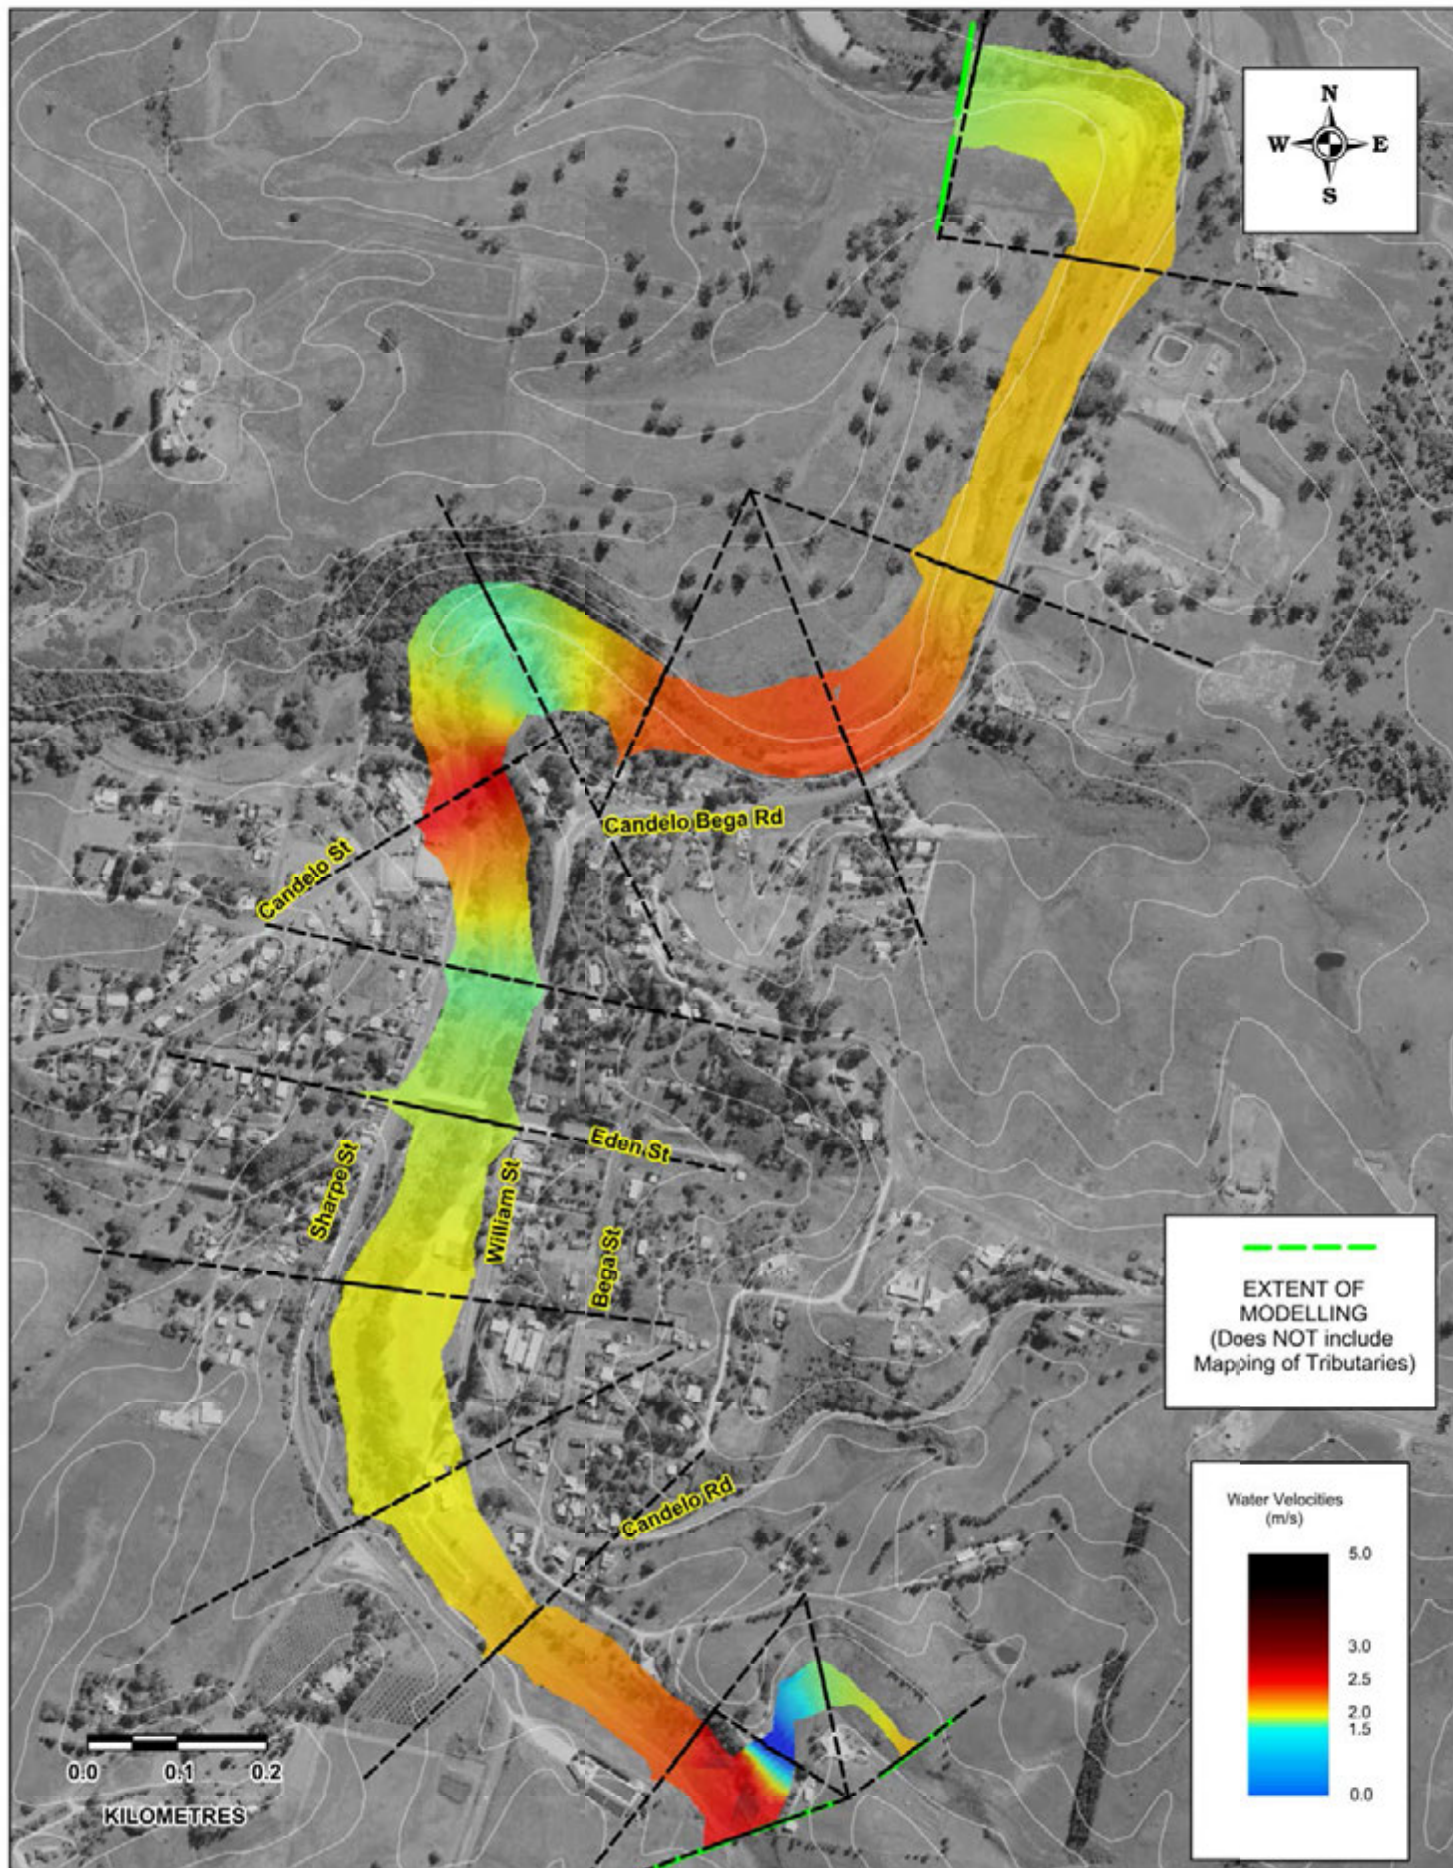 N
W E
S
Candelo Bega Rd
Candelo St
Eden St
Sharpe St
William St
Bega St
EXTENT OF
MODELLING
(Does NOT include
Mapping of Tributaries)
Candelo Rd
Water Velocities
(m/s)
5.0
3.0
2.5
2.0
1.5
0.0
0.0 0.1 0.2
KILOMETRES